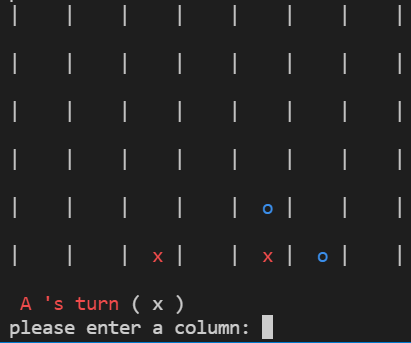 |    |    |    |    |    |    |    |
|    |    |    |    |    |    |    |
|    |    |    |    |    |    |    |
|    |    |    |    |    |    |    |
|    |    |    |    |  o |    |    |
|    |    |  x |    |  x |  o |    |
A 's turn ( x )
please enter a column: